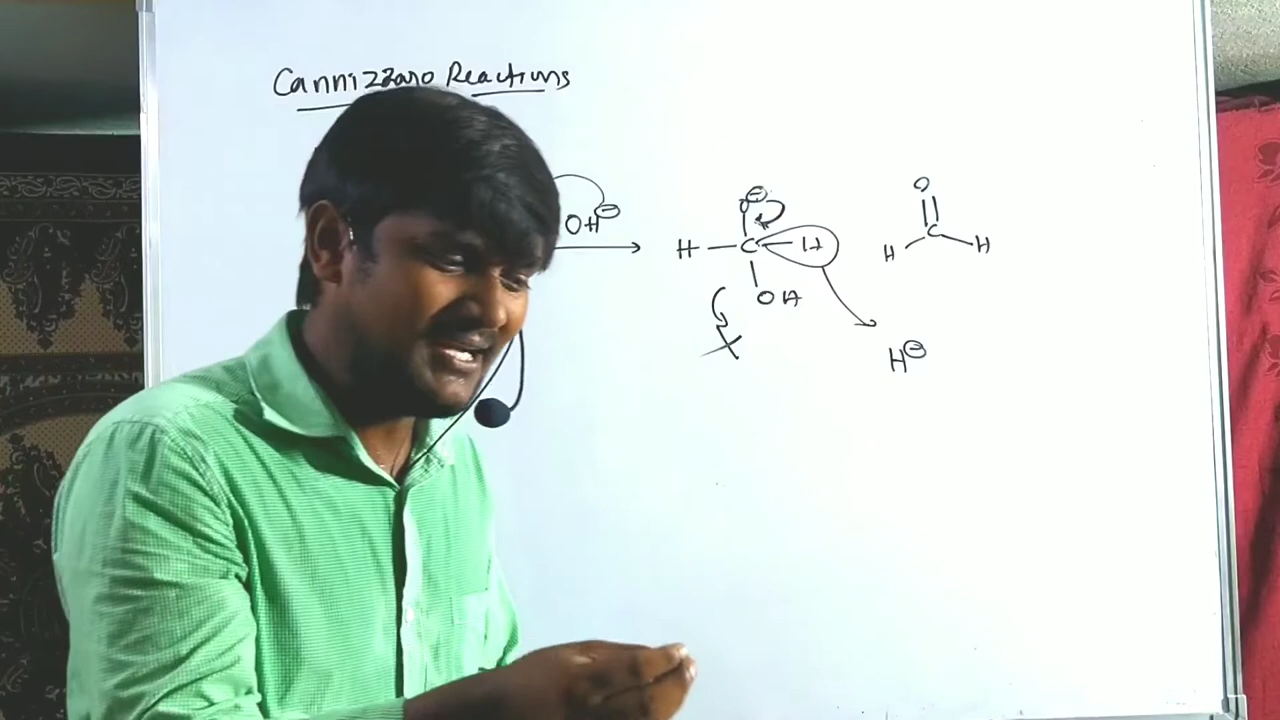 Cannizzaro Reactions
OH⊖
O⊖
H — C — H
OH
X
O
C
H H
H⊖